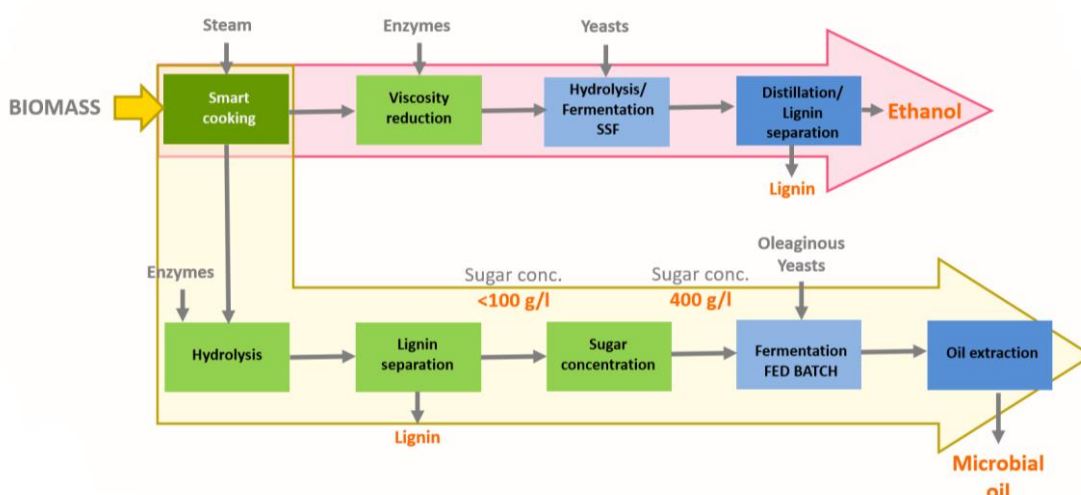 Steam
Enzymes
Yeasts
BIOMASS
Smart
cooking
Viscosity
reduction
Hydrolysis/
Fermentation
SSF
Distillation/
Lignin
separation
Ethanol
Lignin
Enzymes
Sugar conc.
<100 g/l
Sugar conc.
400 g/l
Oleaginous
Yeasts
Hydrolysis
Lignin
separation
Sugar
concentration
Fermentation
FED BATCH
Oil extraction
Lignin
Microbial
oil